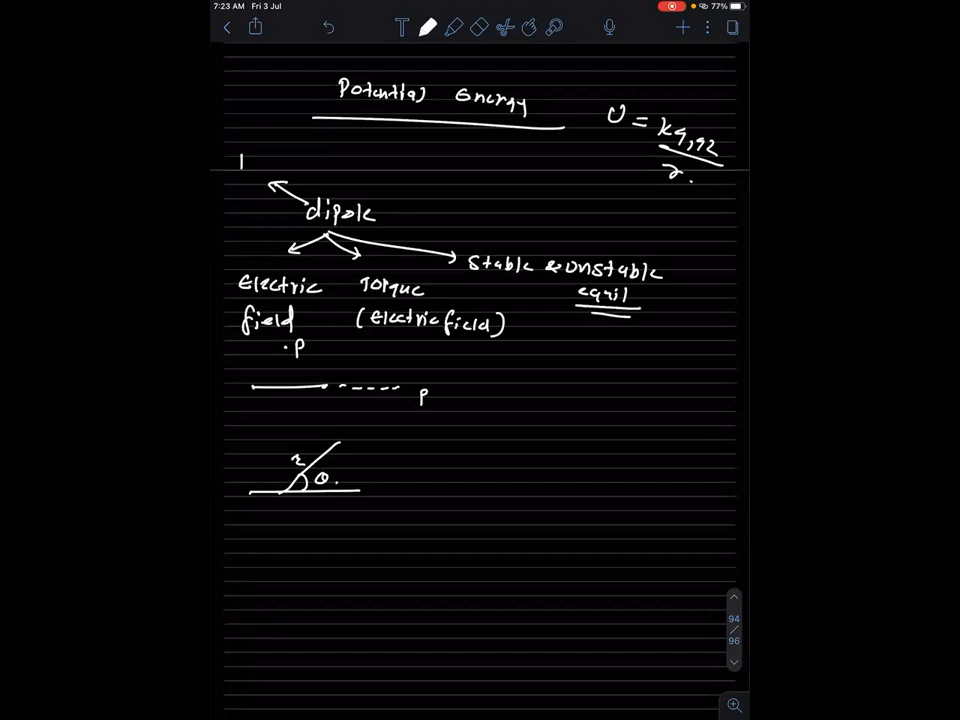 7:23 AM Fri 3 Jul
77%
Potential Energy
U = kq1q2
r
dipole
Stable & Unstable
equil
Electric
field
Torque
(Electric field)
.P
P
r
θ.
94
/
96